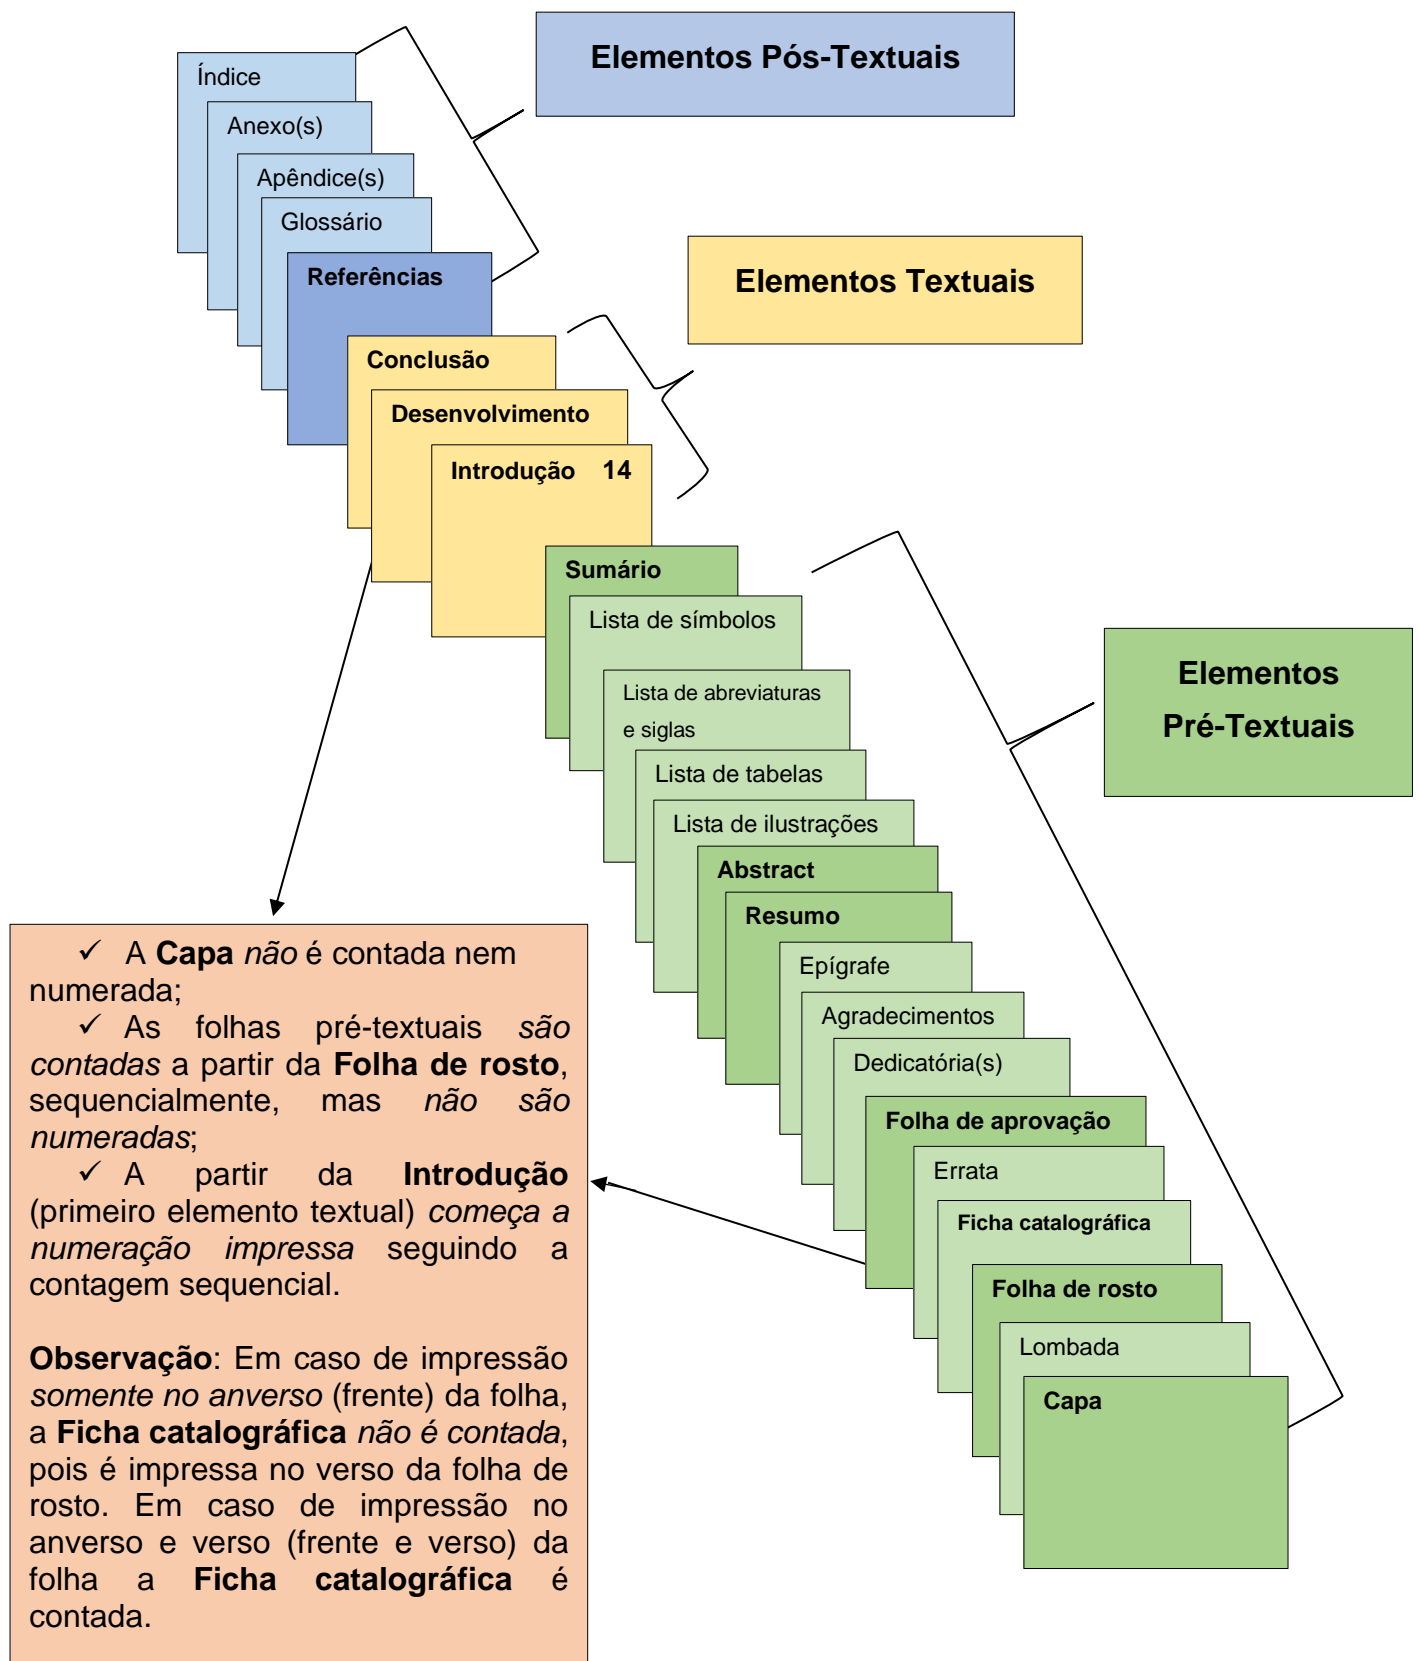 Elementos Pós-Textuais
Índice
Anexo(s)
Apêndice(s)
Glossário
Referências
Elementos Textuais
Conclusão
Desenvolvimento
Introdução 14
Sumário
Lista de símbolos
Lista de abreviaturas
e siglas
Lista de tabelas
Lista de ilustrações
Abstract
Resumo
Epígrafe
Agradecimentos
Dedicatória(s)
Folha de aprovação
Errata
Ficha catalográfica
Folha de rosto
Lombada
Capa
Elementos
Pré-Textuais
✓ A Capa não é contada nem
numerada;
✓ As folhas pré-textuais são
contadas a partir da Folha de rosto,
sequencialmente, mas não são
numeradas;
✓ A partir da Introdução
(primeiro elemento textual) começa a
numeração impressa seguindo a
contagem sequencial.
Observação: Em caso de impressão
somente no anverso (frente) da folha,
a Ficha catalográfica não é contada,
pois é impressa no verso da folha de
rosto. Em caso de impressão no
anverso e verso (frente e verso) da
folha a Ficha catalográfica é
contada.